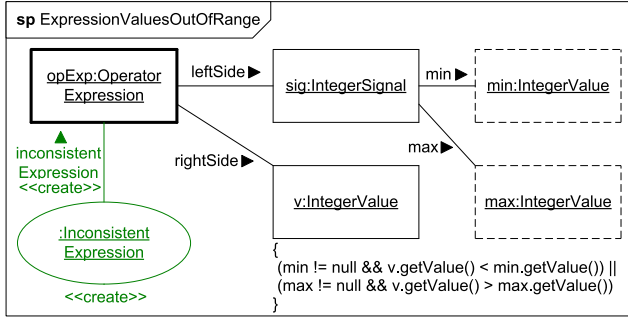 sp ExpressionValuesOutOfRange
opExp:Operator
Expression
leftSide
sig:IntegerSignal
min
min:IntegerValue
inconsistent
Expression
<<create>>
rightSide
max
v:IntegerValue
max:IntegerValue
:Inconsistent
Expression
<<create>>
{
(min != null && v.getValue() < min.getValue()) ||
(max != null && v.getValue() > max.getValue())
}